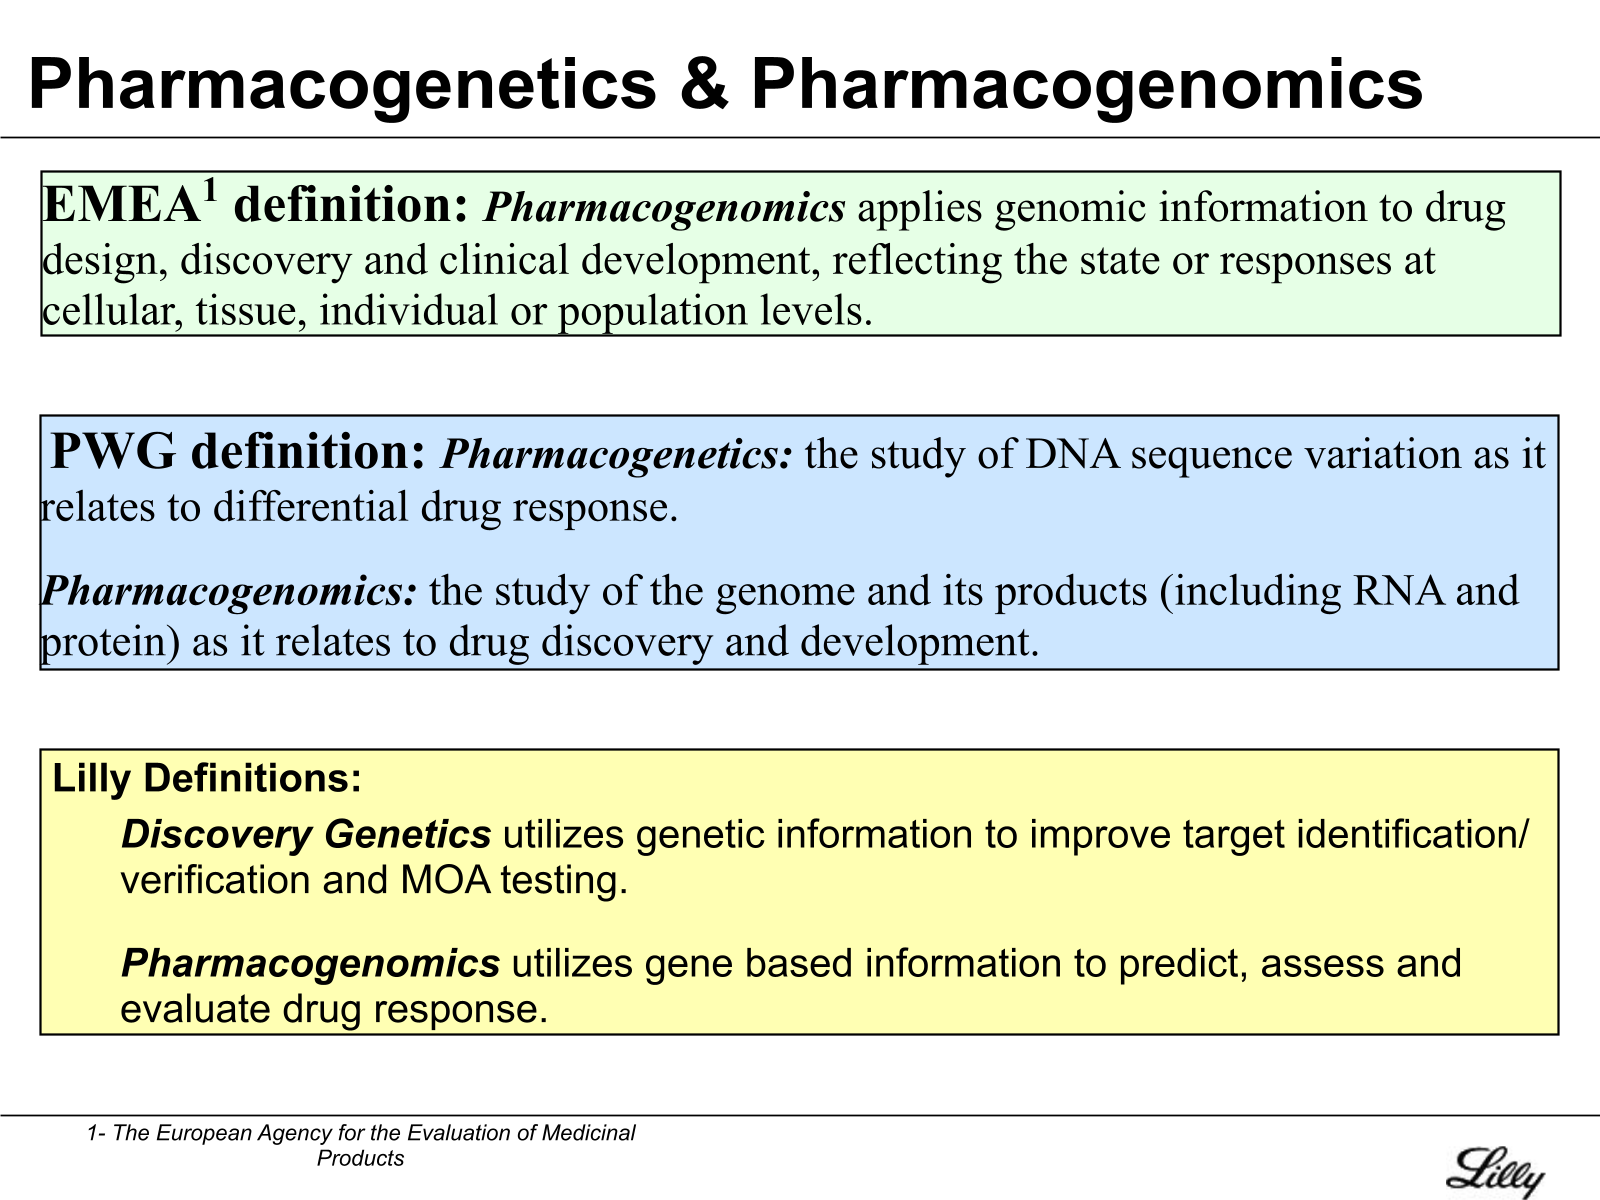 Pharmacogenetics & Pharmacogenomics
EMEA¹ definition: Pharmacogenomics applies genomic information to drug
design, discovery and clinical development, reflecting the state or responses at
cellular, tissue, individual or population levels.
PWG definition: Pharmacogenetics: the study of DNA sequence variation as it
relates to differential drug response.
Pharmacogenomics: the study of the genome and its products (including RNA and
protein) as it relates to drug discovery and development.
Lilly Definitions:
Discovery Genetics utilizes genetic information to improve target identification/
verification and MOA testing.
Pharmacogenomics utilizes gene based information to predict, assess and
evaluate drug response.
1- The European Agency for the Evaluation of Medicinal
Products
Lilly